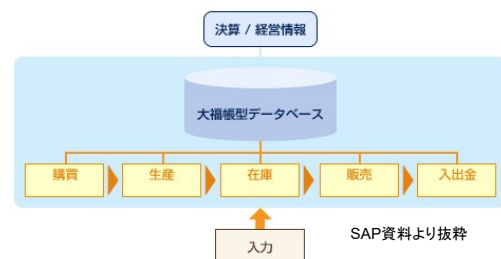 決算 / 経営情報
大福帳型データベース
購買
生産
在庫
販売
入出金
入力
SAP資料より抜粋